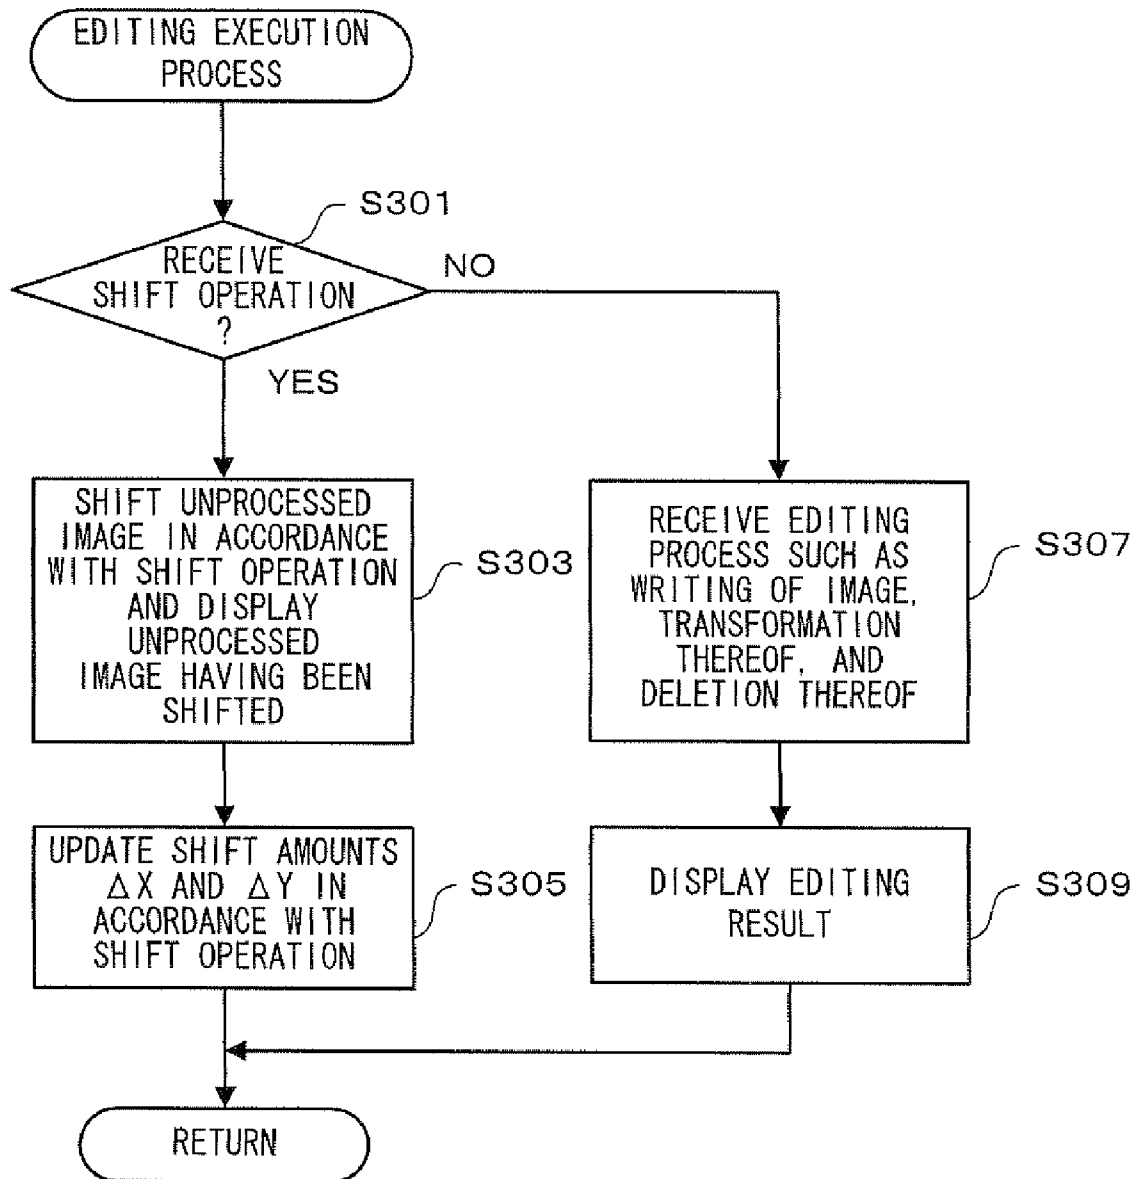 EDITING EXECUTION
PROCESS
S301
RECEIVE
SHIFT OPERATION
?
NO
YES
SHIFT UNPROCESSED
IMAGE IN ACCORDANCE
WITH SHIFT OPERATION
AND DISPLAY
UNPROCESSED
IMAGE HAVING BEEN
SHIFTED
S303
RECEIVE EDITING
PROCESS SUCH AS
WRITING OF IMAGE,
TRANSFORMATION
THEREOF, AND
DELETION THEREOF
S307
UPDATE SHIFT AMOUNTS
ΔX AND ΔY IN
ACCORDANCE WITH
SHIFT OPERATION
S305
DISPLAY EDITING
RESULT
S309
RETURN